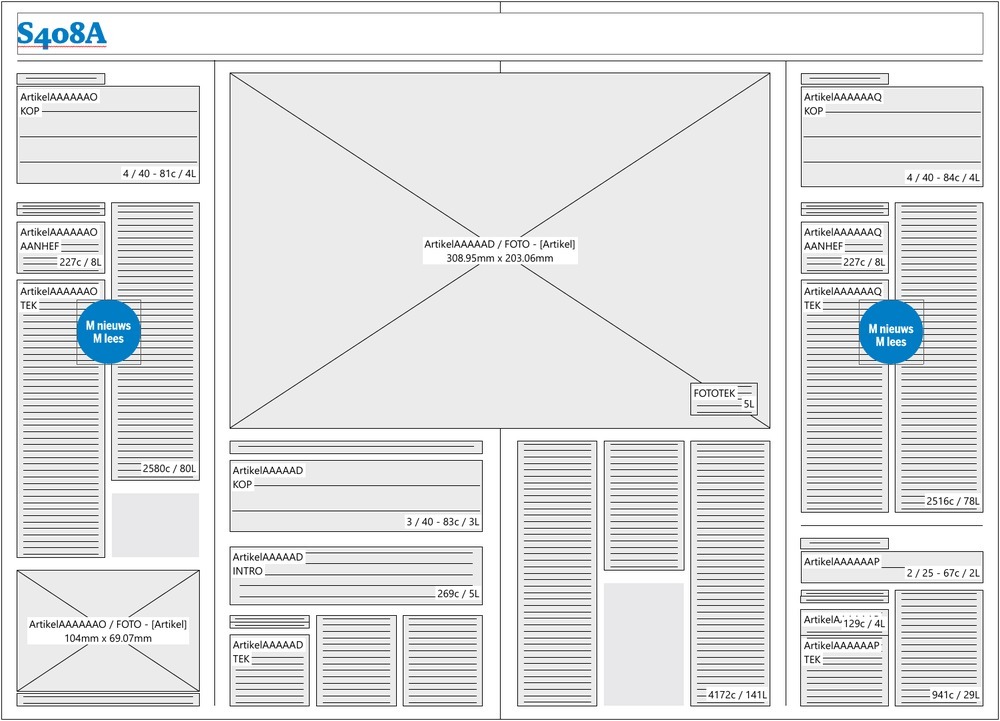 S408A
ArtikelAAAAAAO
KOP
4 / 40 - 81c / 4L
ArtikelAAAAAAO
AANHEF
227c / 8L
ArtikelAAAAAAO
TEK
M nieuws
M lees
2580c / 80L
ArtikelAAAAAAO / FOTO - [Artikel]
104mm x 69.07mm
ArtikelAAAAAD / FOTO - [Artikel]
308.95mm x 203.06mm
FOTOTEK
5L
ArtikelAAAAAD
KOP
3 / 40 - 83c / 3L
ArtikelAAAAAD
INTRO
269c / 5L
ArtikelAAAAAD
TEK
4172c / 141L
ArtikelAAAAAAQ
KOP
4 / 40 - 84c / 4L
ArtikelAAAAAAQ
AANHEF
227c / 8L
ArtikelAAAAAAQ
TEK
M nieuws
M lees
2516c / 78L
ArtikelAAAAAAP
2 / 25 - 67c / 2L
129c / 4L
ArtikelAAAAAAP
TEK
941c / 29L